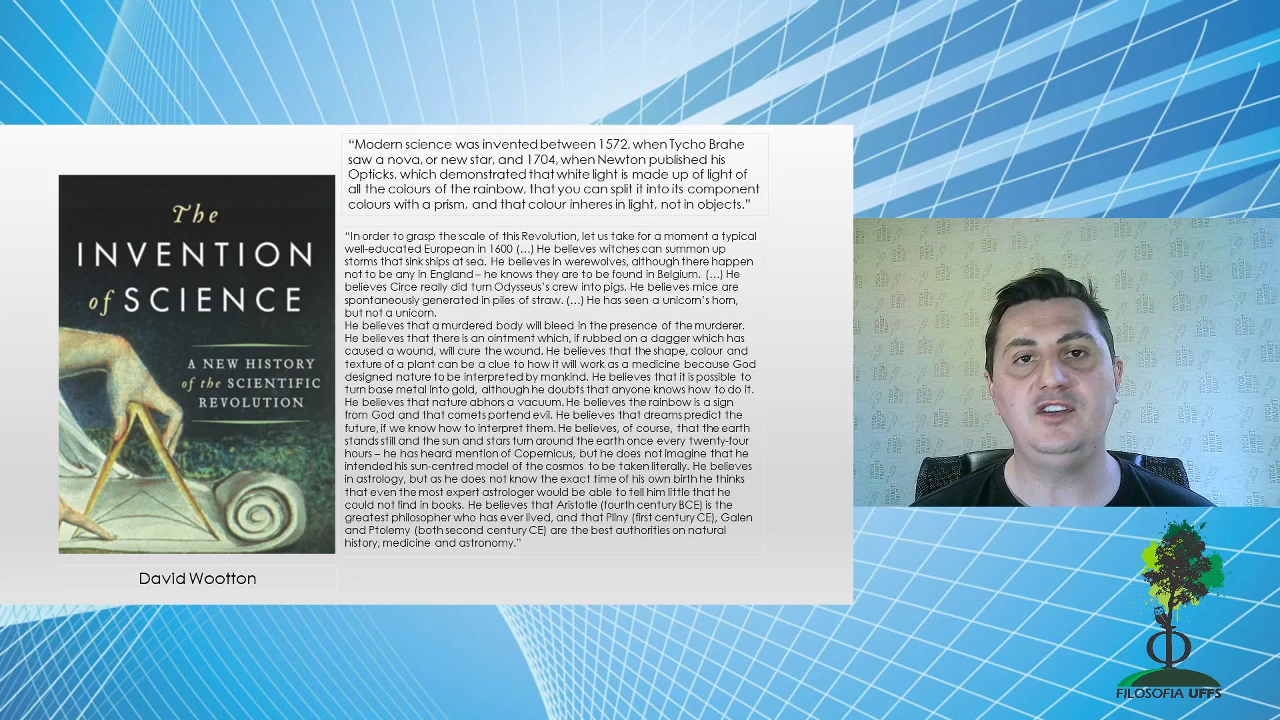 The
INVENTION
of SCIENCE
A NEW HISTORY
of the SCIENTIFIC
REVOLUTION
David Wootton
“Modern science was invented between 1572, when Tycho Brahe
saw a nova, or new star, and 1704, when Newton published his
Opticks, which demonstrated that white light is made up of light of
all the colours of the rainbow, that you can split it into its component
colours with a prism, and that colour inheres in light, not in objects.”
“In order to grasp the scale of this Revolution, let us take for a moment a typical
well-educated European in 1600 (…) He believes witches can summon up
storms that sink ships at sea. He believes in werewolves, although there happen
not to be any in England – he knows they are to be found in Belgium. (…) He
believes Circe really did turn Odysseus’s crew into pigs. He believes mice are
spontaneously generated in piles of straw. (…) He has seen a unicorn’s horn,
but not a unicorn.
He believes that a murdered body will bleed in the presence of the murderer.
He believes that there is an ointment which, if rubbed on a dagger which has
caused a wound, will cure the wound. He believes that the shape, colour and
texture of a plant can be a clue to how it will work as a medicine because God
designed nature to be interpreted by mankind. He believes that it is possible to
turn base metal into gold, although he doubts that anyone knows how to do it.
He believes that nature abhors a vacuum. He believes the rainbow is a sign
from God and that comets portend evil. He believes that dreams predict the
future, if we know how to interpret them. He believes, of course, that the earth
stands still and the sun and stars turn around the earth once every twenty-four
hours – he has heard mention of Copernicus, but he does not imagine that he
intended his sun-centred model of the cosmos to be taken literally. He believes
in astrology, but as he does not know the exact time of his own birth he thinks
that even the most expert astrologer would be able to tell him little that he
could not find in books. He believes that Aristotle (fourth century BCE) is the
greatest philosopher who has ever lived, and that Pliny (first century CE), Galen
and Ptolemy (both second century CE) are the best authorities on natural
history, medicine and astronomy.”
FILOSOFIA UFFS